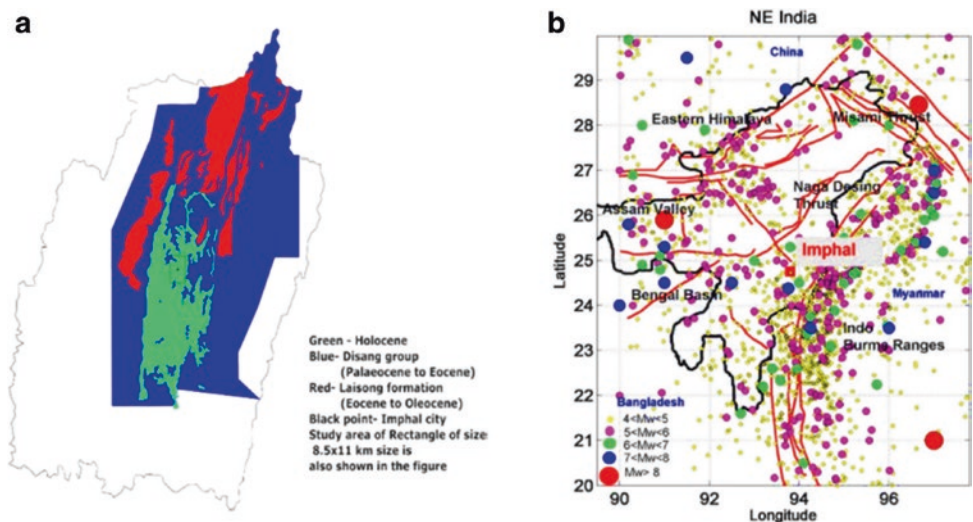 a
Green - Holocene
Blue- Disang group
(Palaeocene to Eocene)
Red- Laisong formation
(Eocene to Oleocene)
Black point- Imphal city
Study area of Rectangle of size
8.5x11 km size is
also shown in the figure
b
NE India
China
Eastern Himalaya
Misami Thrust
Naga Desing
Thrust
Assam Valley
Imphal
Bengal Basin
Myanmar
Indo
Burma Ranges
Bangladesh
4<Mw<5
5<Mw<6
6<Mw<7
7<Mw<8
Mw> 8
Latitude
29
28
27
26
25
24
23
22
21
20
90
92
94
96
Longitude